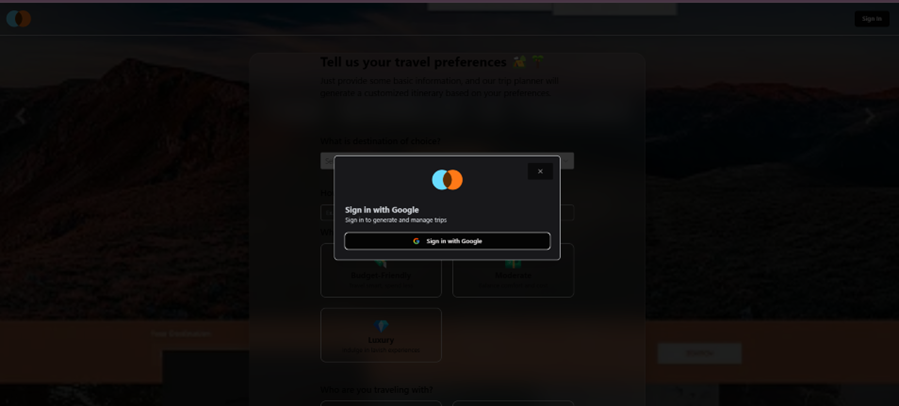 Sign in
Tell us your travel preferences
Just provide some basic information, and our trip planner will
generate a customized itinerary based on your preferences.
What is destination of choice?
Sign in with Google
Sign in to generate and manage trips
Sign in with Google
Budget-Friendly
Moderate
Luxury
Who are you traveling with?